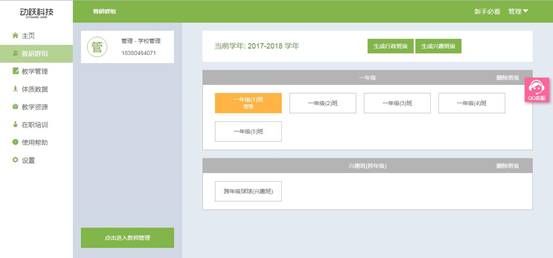 动跃科技
教研群组
新手必看
管理
主页
教研群组
教学管理
体质数据
教学资源
在职培训
使用帮助
设置
管
管理 - 学校管理
18380484071
点击进入教师管理
当前学年: 2017-2018 学年
生成行政班级
生成兴趣班级
一年级
删除班级
一年级(1)班
一年级(2)班
一年级(3)班
一年级(4)班
一年级(5)班
兴趣班(跨年级)
删除班级
跨年级球球(兴趣班)
QQ客服